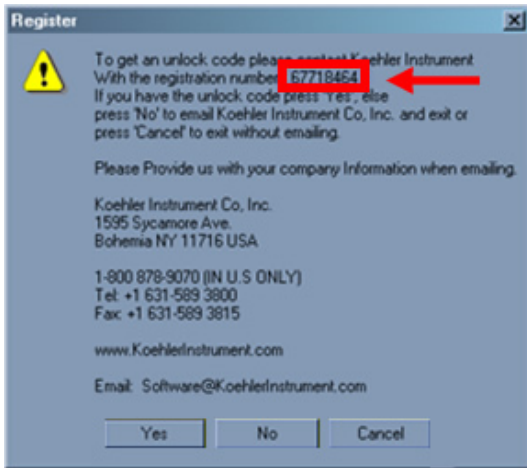 Register
To get an unlock code please contact Koehler Instrument
With the registration number 67718464
If you have the unlock code press 'Yes', else
press 'No' to email Koehler Instrument Co, Inc. and exit or
press 'Cancel' to exit without emailing.
Please Provide us with your company Information when emailing.
Koehler Instrument Co, Inc.
1595 Sycamore Ave.
Bohemia NY 11716 USA
1-800 878-9070 (IN U.S ONLY)
Tel: +1 631-589 3800
Fax: +1 631-589 3815
www.KoehlerInstrument.com
Email: Software@KoehlerInstrument.com
Yes No Cancel